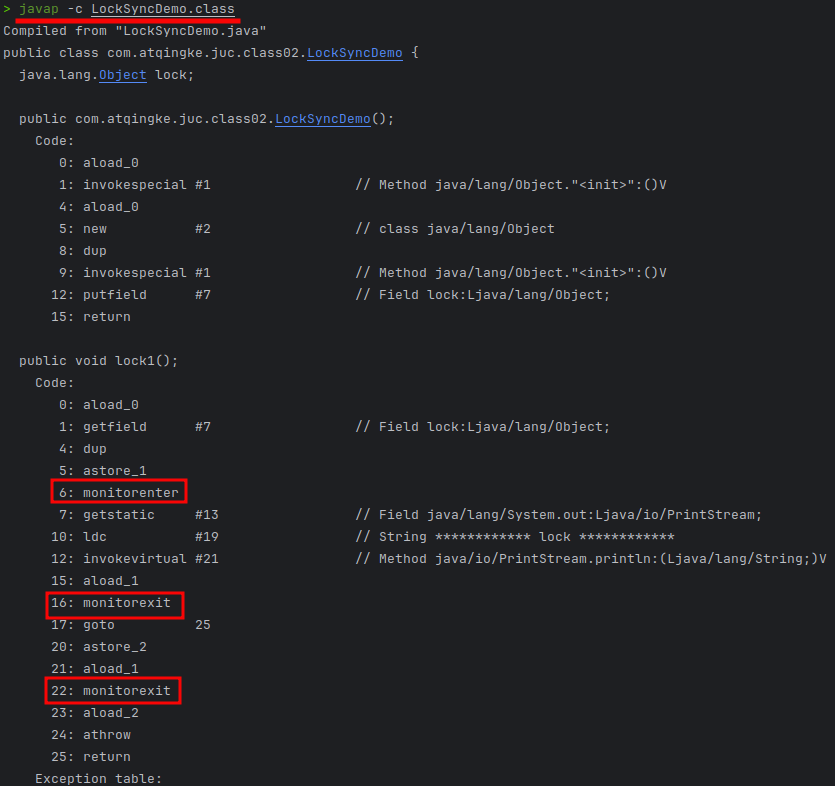 > javap -c LockSyncDemo.class
Compiled from "LockSyncDemo.java"
public class com.atqingke.juc.class02.LockSyncDemo {
  java.lang.Object lock;

  public com.atqingke.juc.class02.LockSyncDemo();
    Code:
       0: aload_0
       1: invokespecial #1                  // Method java/lang/Object."<init>":()V
       4: aload_0
       5: new           #2                  // class java/lang/Object
       8: dup
       9: invokespecial #1                  // Method java/lang/Object."<init>":()V
      12: putfield      #7                  // Field lock:Ljava/lang/Object;
      15: return

  public void lock1();
    Code:
       0: aload_0
       1: getfield      #7                  // Field lock:Ljava/lang/Object;
       4: dup
       5: astore_1
       6: monitorenter
       7: getstatic     #13                 // Field java/lang/System.out:Ljava/io/PrintStream;
      10: ldc           #19                 // String ************ lock ************
      12: invokevirtual #21                 // Method java/io/PrintStream.println:(Ljava/lang/String;)V
      15: aload_1
      16: monitorexit
      17: goto          25
      20: astore_2
      21: aload_1
      22: monitorexit
      23: aload_2
      24: athrow
      25: return
    Exception table: